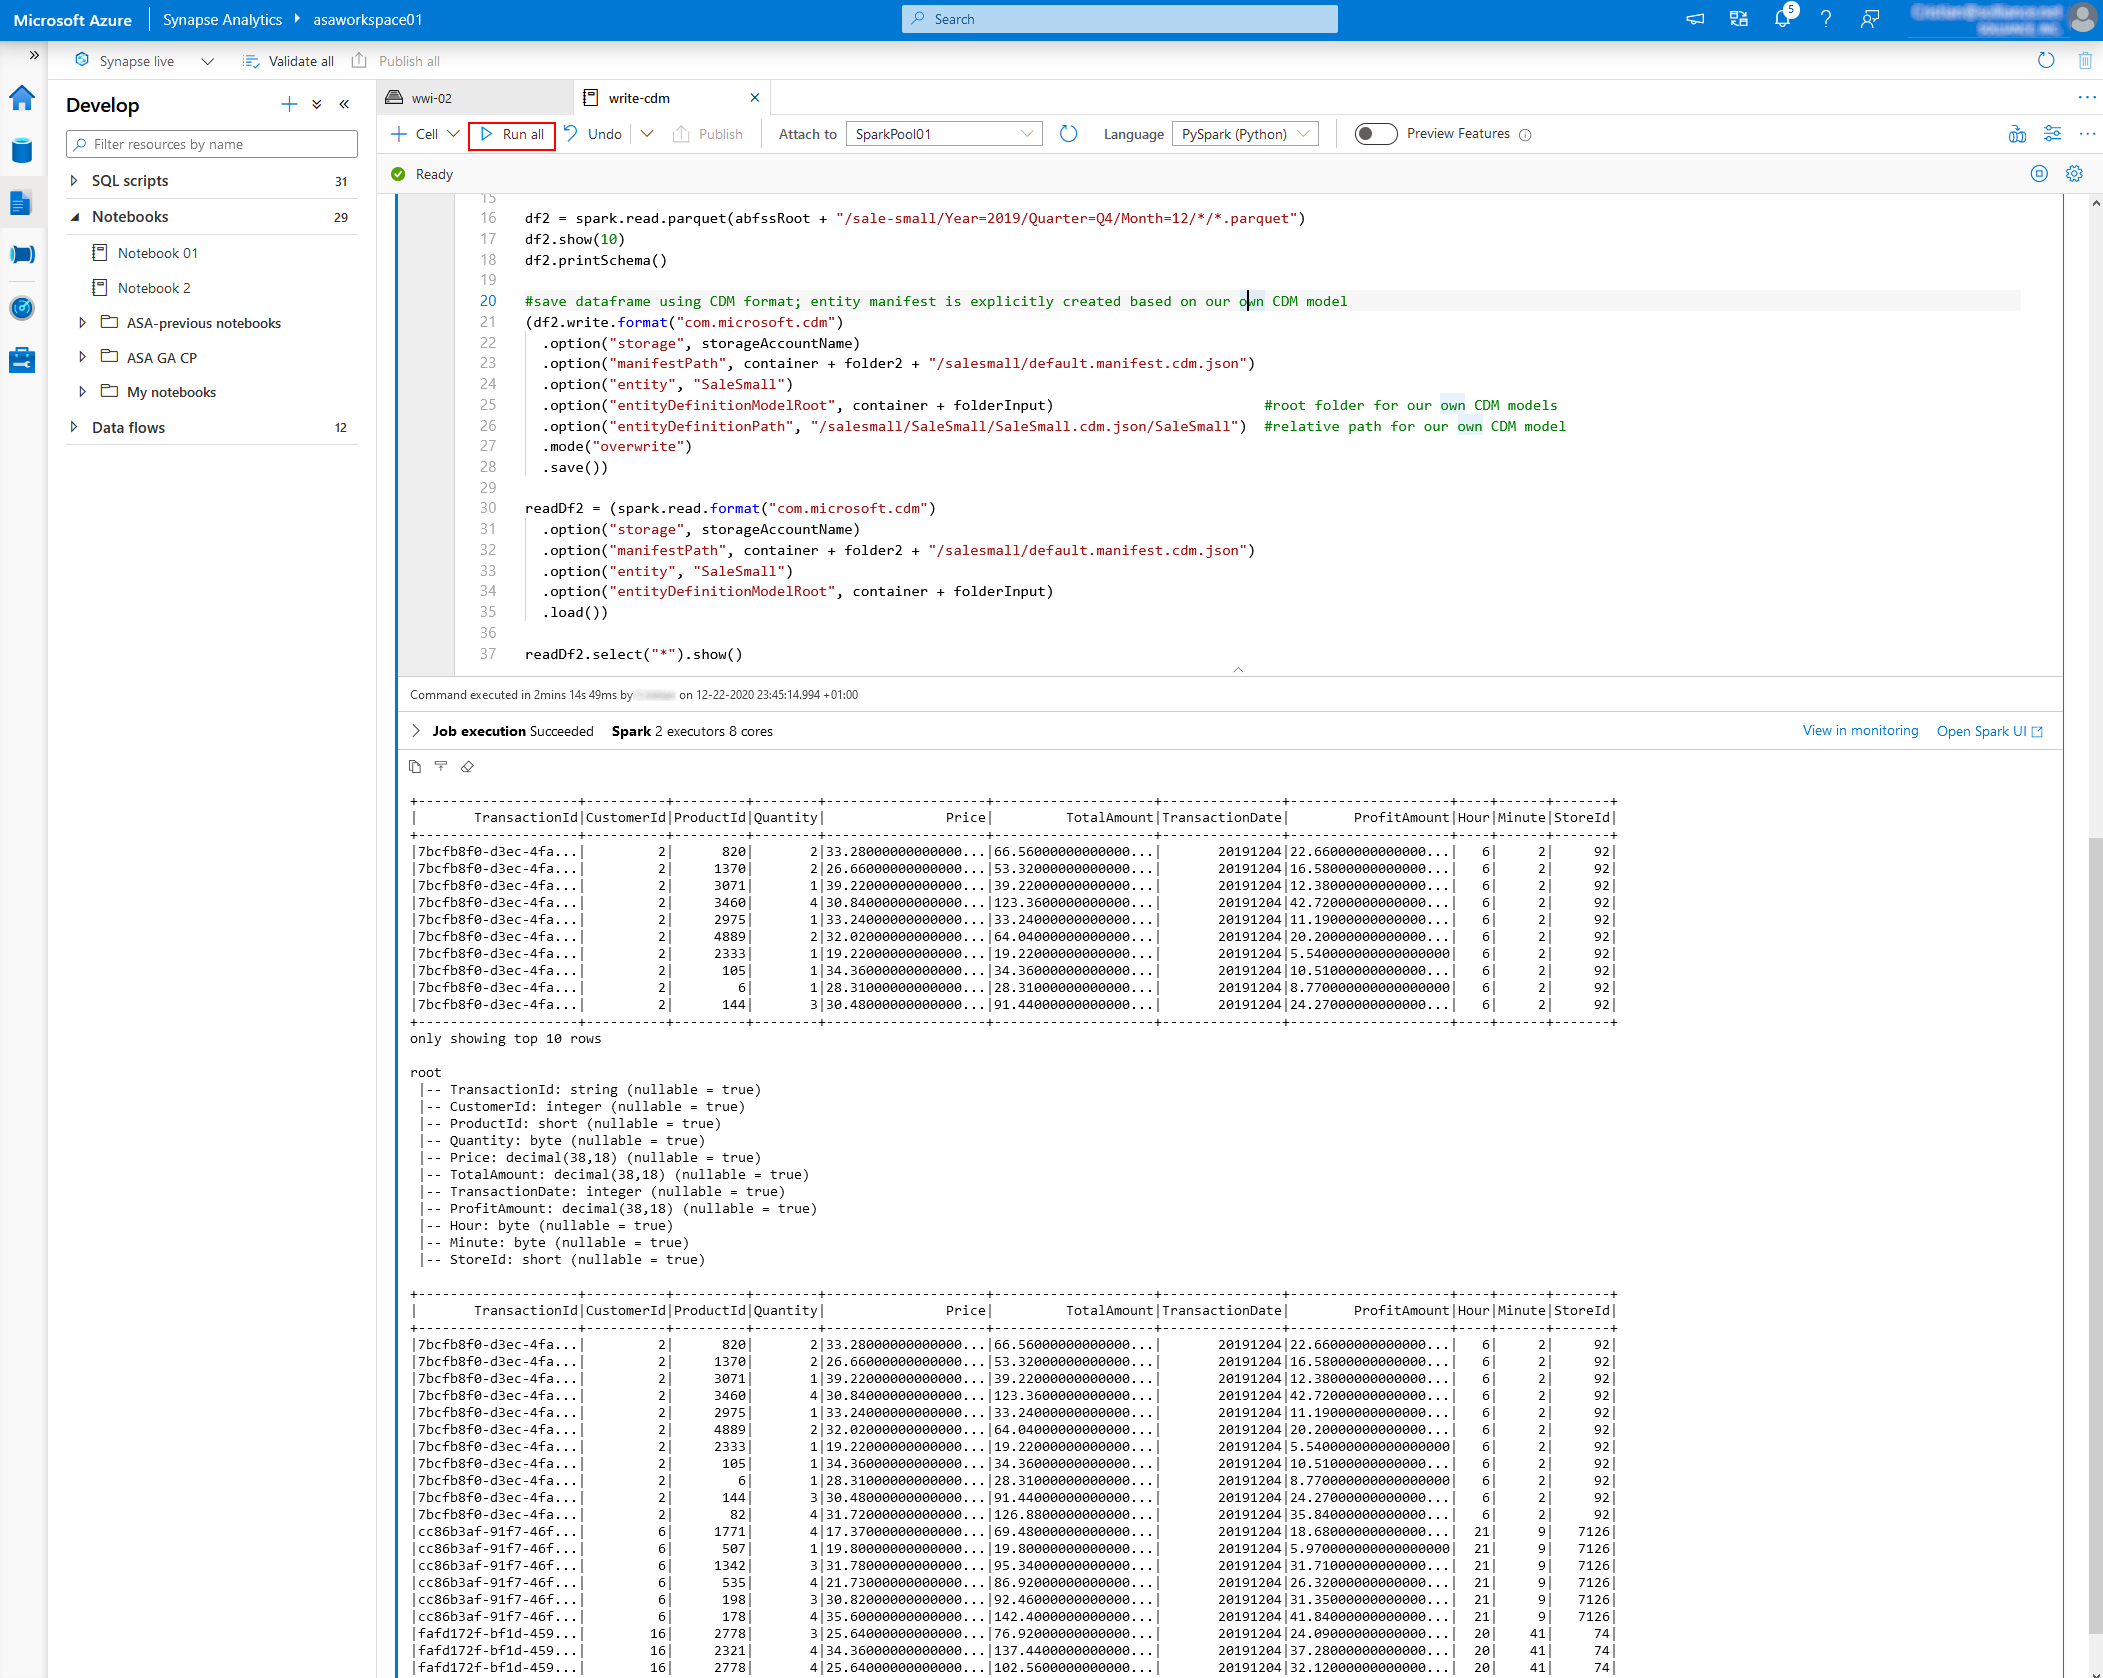 Microsoft Azure
Synapse Analytics
asaworkspace01
Search
5
Synapse live
Validate all
Publish all
Develop
Filter resources by name
SQL scripts 31
Notebooks 29
Notebook 01
Notebook 2
ASA-previous notebooks
ASA GA CP
My notebooks
Data flows 12
wwi-02
write-cdm
Cell
Run all
Undo
Publish
Attach to
SparkPool01
Language
PySpark (Python)
Preview Features
Ready
15
16 df2 = spark.read.parquet(abfssRoot + "/sale-small/Year=2019/Quarter=Q4/Month=12/*/*.parquet")
17 df2.show(10)
18 df2.printSchema()
19
20 #save dataframe using CDM format; entity manifest is explicitly created based on our own CDM model
21 (df2.write.format("com.microsoft.cdm")
22 .option("storage", storageAccountName)
23 .option("manifestPath", container + folder2 + "/salesmall/default.manifest.cdm.json")
24 .option("entity", "SaleSmall")
25 .option("entityDefinitionModelRoot", container + folderInput) #root folder for our own CDM models
26 .option("entityDefinitionPath", "/salesmall/SaleSmall/SaleSmall.cdm.json/SaleSmall") #relative path for our own CDM model
27 .mode("overwrite")
28 .save())
29
30 readDf2 = (spark.read.format("com.microsoft.cdm")
31 .option("storage", storageAccountName)
32 .option("manifestPath", container + folder2 + "/salesmall/default.manifest.cdm.json")
33 .option("entity", "SaleSmall")
34 .option("entityDefinitionModelRoot", container + folderInput)
35 .load())
36
37 readDf2.select("*").show()
Command executed in 2mins 14s 49ms by on 12-22-2020 23:45:14.994 +01:00
Job execution Succeeded Spark 2 executors 8 cores
View in monitoring
Open Spark UI
+--------------------+----------+---------+--------+--------------------+--------------------+---------------+--------------------+----+------+-------+
| TransactionId|CustomerId|ProductId|Quantity| Price| TotalAmount|TransactionDate| ProfitAmount|Hour|Minute|StoreId|
+--------------------+----------+---------+--------+--------------------+--------------------+---------------+--------------------+----+------+-------+
|7bcfb8f0-d3ec-4fa...| 2| 820| 2|33.28000000000000...|66.56000000000000...| 20191204|22.66000000000000...| 6| 2| 92|
|7bcfb8f0-d3ec-4fa...| 2| 1370| 2|26.66000000000000...|53.32000000000000...| 20191204|16.58000000000000...| 6| 2| 92|
|7bcfb8f0-d3ec-4fa...| 2| 3071| 1|39.22000000000000...|39.22000000000000...| 20191204|12.38000000000000...| 6| 2| 92|
|7bcfb8f0-d3ec-4fa...| 2| 3460| 4|30.84000000000000...|123.3600000000000...| 20191204|42.72000000000000...| 6| 2| 92|
|7bcfb8f0-d3ec-4fa...| 2| 2975| 1|33.24000000000000...|33.24000000000000...| 20191204|11.19000000000000...| 6| 2| 92|
|7bcfb8f0-d3ec-4fa...| 2| 4889| 2|32.02000000000000...|64.04000000000000...| 20191204|20.20000000000000...| 6| 2| 92|
|7bcfb8f0-d3ec-4fa...| 2| 2333| 1|19.22000000000000...|19.22000000000000...| 20191204|5.540000000000000000| 6| 2| 92|
|7bcfb8f0-d3ec-4fa...| 2| 105| 1|34.36000000000000...|34.36000000000000...| 20191204|10.51000000000000...| 6| 2| 92|
|7bcfb8f0-d3ec-4fa...| 2| 6| 1|28.31000000000000...|28.31000000000000...| 20191204|8.770000000000000000| 6| 2| 92|
|7bcfb8f0-d3ec-4fa...| 2| 144| 3|30.48000000000000...|91.44000000000000...| 20191204|24.27000000000000...| 6| 2| 92|
+--------------------+----------+---------+--------+--------------------+--------------------+---------------+--------------------+----+------+-------+
only showing top 10 rows
root
|-- TransactionId: string (nullable = true)
|-- CustomerId: integer (nullable = true)
|-- ProductId: short (nullable = true)
|-- Quantity: byte (nullable = true)
|-- Price: decimal(38,18) (nullable = true)
|-- TotalAmount: decimal(38,18) (nullable = true)
|-- TransactionDate: integer (nullable = true)
|-- ProfitAmount: decimal(38,18) (nullable = true)
|-- Hour: byte (nullable = true)
|-- Minute: byte (nullable = true)
|-- StoreId: short (nullable = true)
+--------------------+----------+---------+--------+--------------------+--------------------+---------------+--------------------+----+------+-------+
| TransactionId|CustomerId|ProductId|Quantity| Price| TotalAmount|TransactionDate| ProfitAmount|Hour|Minute|StoreId|
+--------------------+----------+---------+--------+--------------------+--------------------+---------------+--------------------+----+------+-------+
|7bcfb8f0-d3ec-4fa...| 2| 820| 2|33.28000000000000...|66.56000000000000...| 20191204|22.66000000000000...| 6| 2| 92|
|7bcfb8f0-d3ec-4fa...| 2| 1370| 2|26.66000000000000...|53.32000000000000...| 20191204|16.58000000000000...| 6| 2| 92|
|7bcfb8f0-d3ec-4fa...| 2| 3071| 1|39.22000000000000...|39.22000000000000...| 20191204|12.38000000000000...| 6| 2| 92|
|7bcfb8f0-d3ec-4fa...| 2| 3460| 4|30.84000000000000...|123.3600000000000...| 20191204|42.72000000000000...| 6| 2| 92|
|7bcfb8f0-d3ec-4fa...| 2| 2975| 1|33.24000000000000...|33.24000000000000...| 20191204|11.19000000000000...| 6| 2| 92|
|7bcfb8f0-d3ec-4fa...| 2| 4889| 2|32.02000000000000...|64.04000000000000...| 20191204|20.20000000000000...| 6| 2| 92|
|7bcfb8f0-d3ec-4fa...| 2| 2333| 1|19.22000000000000...|19.22000000000000...| 20191204|5.540000000000000000| 6| 2| 92|
|7bcfb8f0-d3ec-4fa...| 2| 105| 1|34.36000000000000...|34.36000000000000...| 20191204|10.51000000000000...| 6| 2| 92|
|7bcfb8f0-d3ec-4fa...| 2| 6| 1|28.31000000000000...|28.31000000000000...| 20191204|8.770000000000000000| 6| 2| 92|
|7bcfb8f0-d3ec-4fa...| 2| 144| 3|30.48000000000000...|91.44000000000000...| 20191204|24.27000000000000...| 6| 2| 92|
|7bcfb8f0-d3ec-4fa...| 2| 82| 4|31.72000000000000...|126.8800000000000...| 20191204|35.84000000000000...| 6| 2| 92|
|cc86b3af-91f7-46f...| 6| 1771| 4|17.37000000000000...|69.48000000000000...| 20191204|18.68000000000000...| 21| 9| 7126|
|cc86b3af-91f7-46f...| 6| 507| 1|19.80000000000000...|19.80000000000000...| 20191204|5.970000000000000000| 21| 9| 7126|
|cc86b3af-91f7-46f...| 6| 1342| 3|31.78000000000000...|95.34000000000000...| 20191204|31.71000000000000...| 21| 9| 7126|
|cc86b3af-91f7-46f...| 6| 535| 4|21.73000000000000...|86.92000000000000...| 20191204|26.32000000000000...| 21| 9| 7126|
|cc86b3af-91f7-46f...| 6| 198| 3|30.82000000000000...|92.46000000000000...| 20191204|31.35000000000000...| 21| 9| 7126|
|cc86b3af-91f7-46f...| 6| 178| 4|35.60000000000000...|142.4000000000000...| 20191204|41.84000000000000...| 21| 9| 7126|
|fafd172f-bf1d-459...| 16| 2778| 3|25.64000000000000...|76.92000000000000...| 20191204|24.09000000000000...| 20| 41| 74|
|fafd172f-bf1d-459...| 16| 2321| 4|34.36000000000000...|137.4400000000000...| 20191204|37.28000000000000...| 20| 41| 74|
|fafd172f-bf1d-459...| 16| 2778| 4|25.64000000000000...|102.5600000000000...| 20191204|32.12000000000000...| 20| 41| 74|